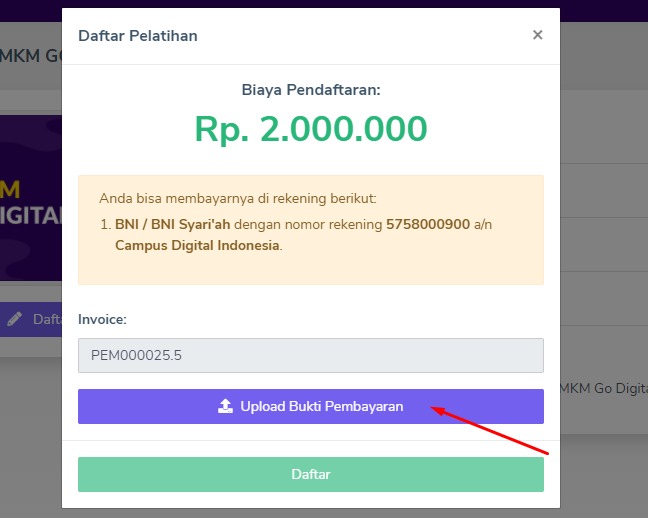 Daftar Pelatihan ×
MKM G
Biaya Pendaftaran:
Rp. 2.000.000
Anda bisa membayarnya di rekening berikut:
1. BNI / BNI Syari'ah dengan nomor rekening 5758000900 a/n
Campus Digital Indonesia.
M
IGITA
Invoice:
Dafta
PEM000025.5
MKM Go Digita
Upload Bukti Pembayaran
Daftar